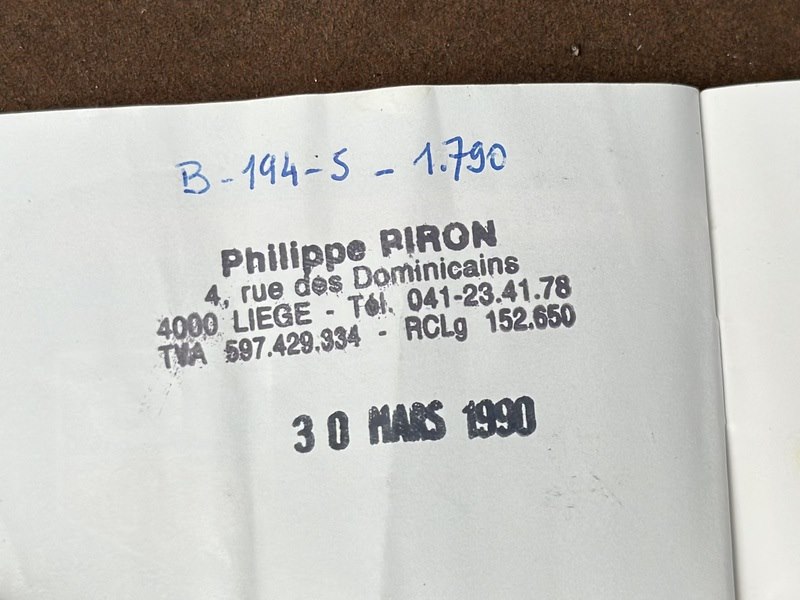 B-194-S - 1.790
Philippe PIRON
4, rue des Dominicains
4000 LIEGE - Tél. 041-23.41.78
TVA 597.429.334 - RCLg 152.650
30 MARS 1990